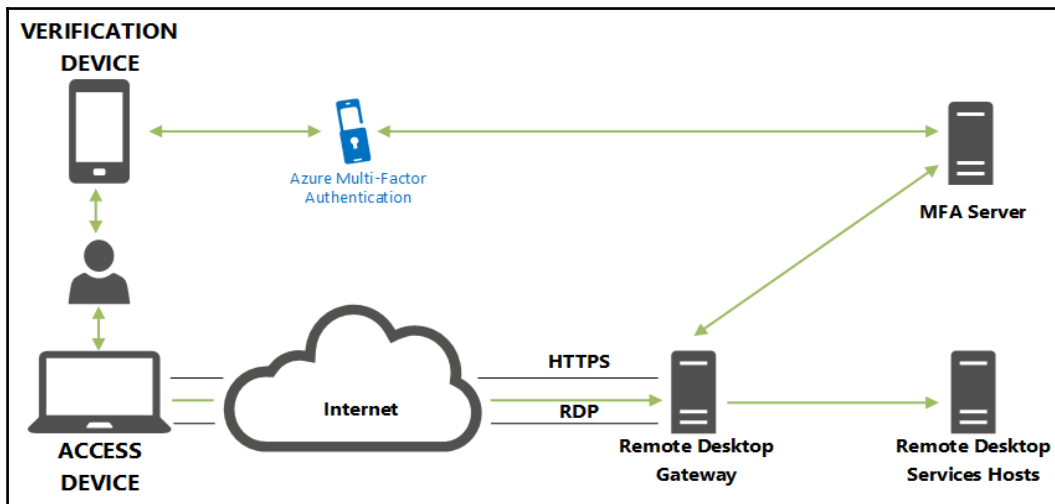 VERIFICATION
DEVICE
Azure Multi-Factor
Authentication
MFA Server
HTTPS
Internet
RDP
ACCESS
DEVICE
Remote Desktop
Gateway
Remote Desktop
Services Hosts